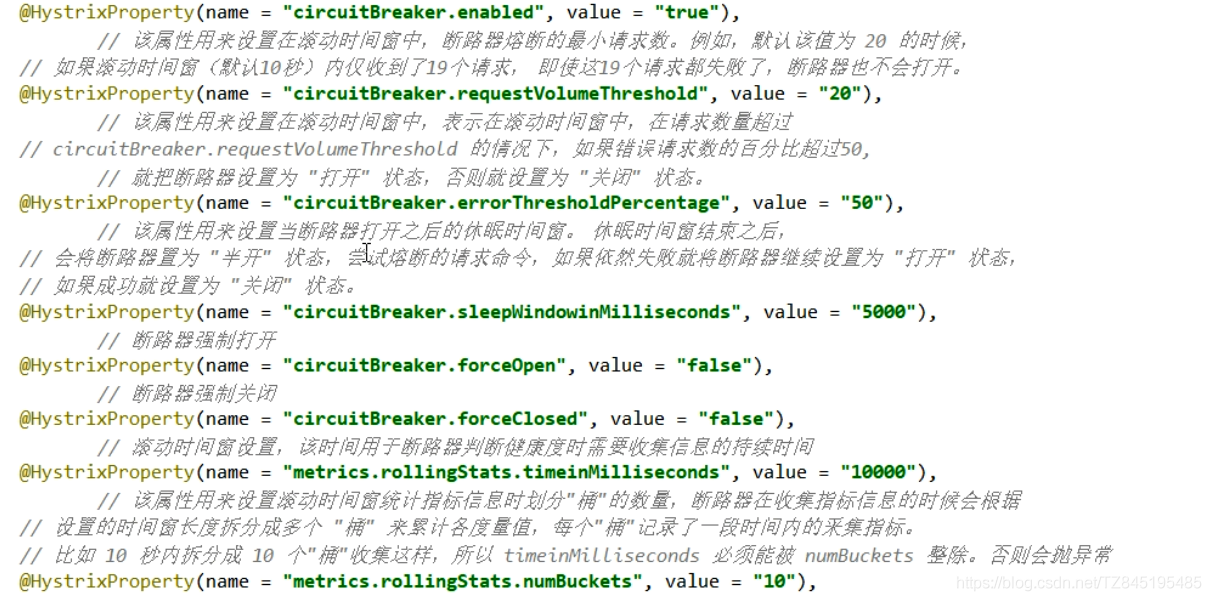 @HystrixProperty(name = "circuitBreaker.enabled", value = "true"),
// 该属性用来设置在滚动时间窗中，断路器熔断的最小请求数。例如，默认该值为 20 的时候，
// 如果滚动时间窗（默认10秒）内仅收到了19个请求， 即使这19个请求都失败了，断路器也不会打开。
@HystrixProperty(name = "circuitBreaker.requestVolumeThreshold", value = "20"),
// 该属性用来设置在滚动时间窗中，表示在滚动时间窗中，在请求数量超过
// circuitBreaker.requestVolumeThreshold 的情况下，如果错误请求数的百分比超过50,
// 就把断路器设置为 "打开" 状态，否则就设置为 "关闭" 状态。
@HystrixProperty(name = "circuitBreaker.errorThresholdPercentage", value = "50"),
// 该属性用来设置当断路器打开之后的休眠时间窗。 休眠时间窗结束之后，
// 会将断路器置为 "半开" 状态，尝试熔断的请求命令，如果依然失败就将断路器继续设置为 "打开" 状态，
// 如果成功就设置为 "关闭" 状态。
@HystrixProperty(name = "circuitBreaker.sleepWindowinMilliseconds", value = "5000"),
// 断路器强制打开
@HystrixProperty(name = "circuitBreaker.forceOpen", value = "false"),
// 断路器强制关闭
@HystrixProperty(name = "circuitBreaker.forceClosed", value = "false"),
// 滚动时间窗设置，该时间用于断路器判断健康度时需要收集信息的持续时间
@HystrixProperty(name = "metrics.rollingStats.timeinMilliseconds", value = "10000"),
// 该属性用来设置滚动时间窗统计指标信息时划分"桶"的数量，断路器在收集指标信息的时候会根据
// 设置的时间窗长度拆分成多个 "桶" 来累计各度量值，每个"桶"记录了一段时间内的采集指标。
// 比如 10 秒内拆分成 10 个"桶"收集这样，所以 timeinMilliseconds 必须能被 numBuckets 整除。否则会抛异常
@HystrixProperty(name = "metrics.rollingStats.numBuckets", value = "10"),
https://blog.csdn.net/TZ845195485